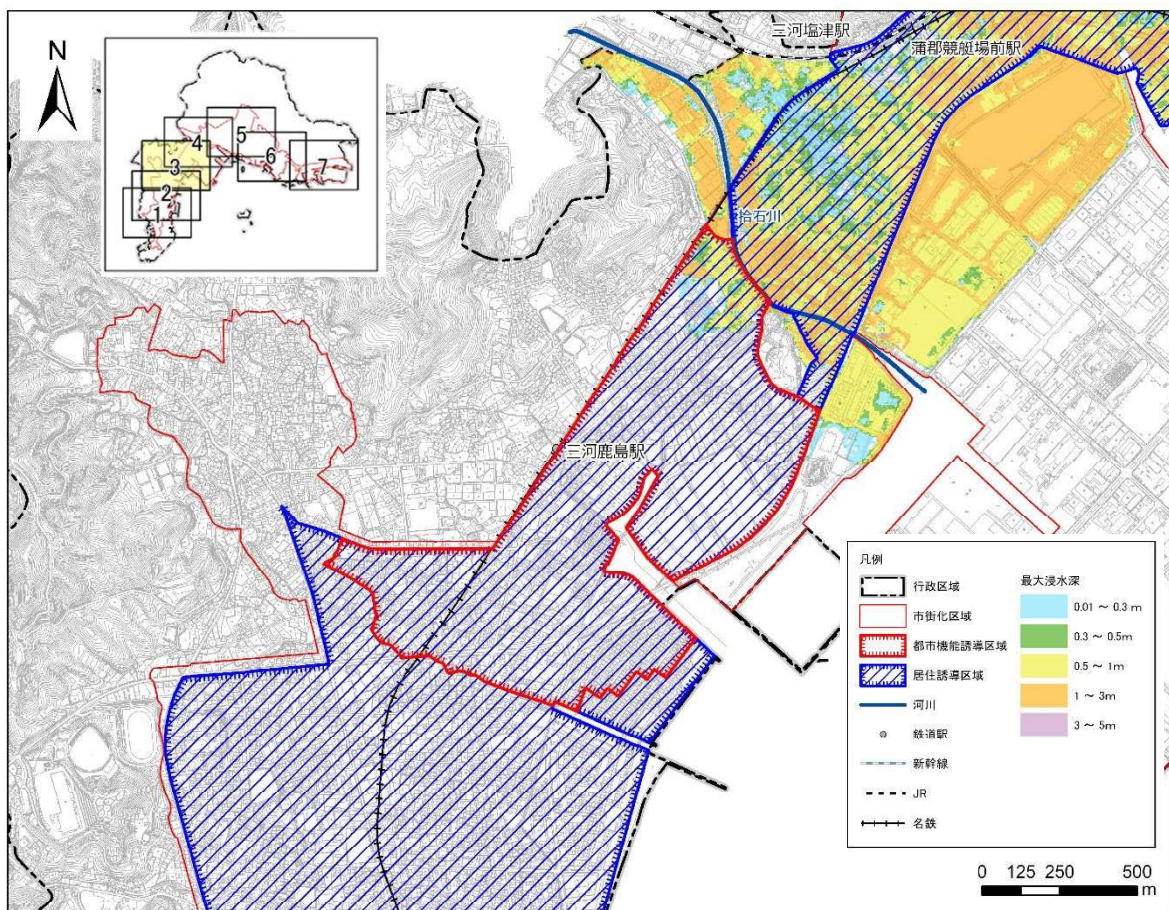 N
4
5
3
6
7
2
1
三河塩津駅
蒲郡競艇場前駅
拾石川
三河鹿島駅
凡例
行政区域
市街化区域
都市機能誘導区域
居住誘導区域
河川
鉄道駅
新幹線
JR
名鉄
最大浸水深
0.01 ～ 0.3 m
0.3 ～ 0.5m
0.5 ～ 1m
1 ～ 3m
3 ～ 5m
0 125 250 500
m